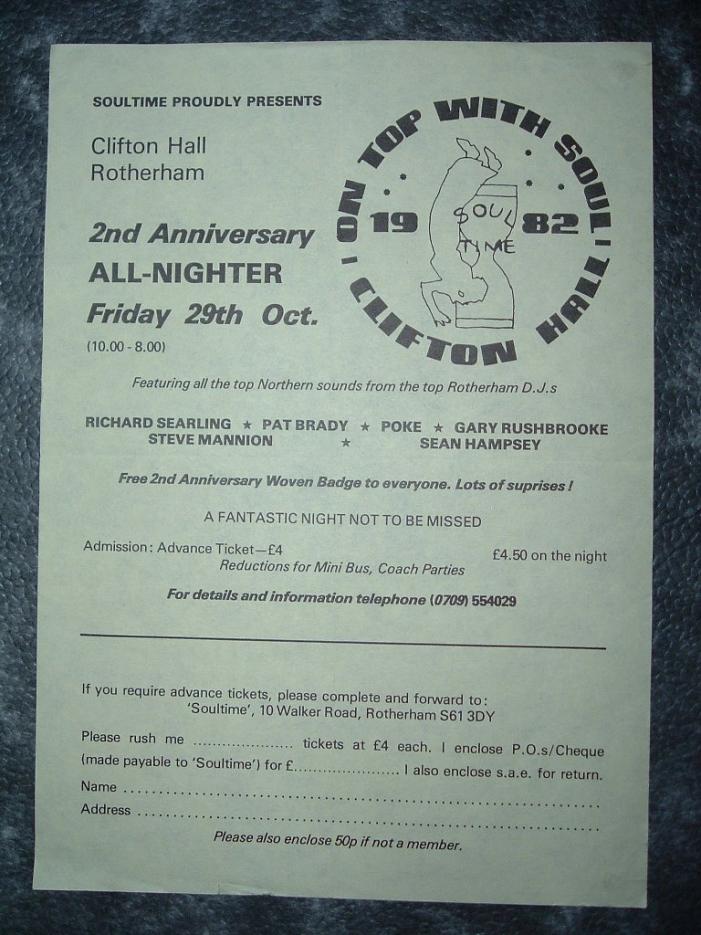 SOULTIME PROUDLY PRESENTS
Clifton Hall
Rotherham
2nd Anniversary
ALL-NIGHTER
Friday 29th Oct.
(10.00 - 8.00)
ON TOP WITH SOUL
19 82
SOUL
TIME
CLIFTON HALL
Featuring all the top Northern sounds from the top Rotherham D.J.s
RICHARD SEARLING ★ PAT BRADY ★ POKE ★ GARY RUSHBROOKE
STEVE MANNION ★ SEAN HAMPSEY
Free 2nd Anniversary Woven Badge to everyone. Lots of suprises!
A FANTASTIC NIGHT NOT TO BE MISSED
Admission: Advance Ticket—£4 £4.50 on the night
Reductions for Mini Bus, Coach Parties
For details and information telephone (0709) 554029
If you require advance tickets, please complete and forward to:
'Soultime', 10 Walker Road, Rotherham S61 3DY
Please rush me .................... tickets at £4 each. I enclose P.O.s/Cheque
(made payable to 'Soultime') for £..................... I also enclose s.a.e. for return.
Name ................................................................
Address ..............................................................
Please also enclose 50p if not a member.